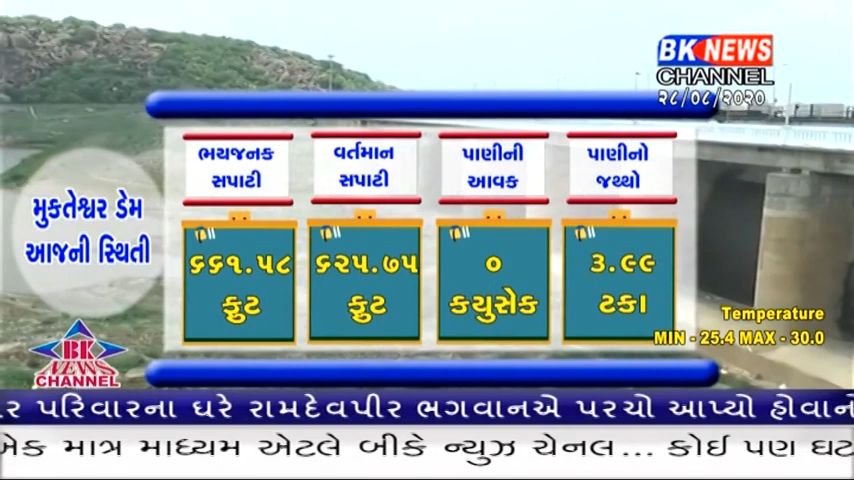 BK NEWS
CHANNEL
૨૮/૦૮/૨૦૨૦
મુકતેશ્વર ડેમ
આજની સ્થિતી
ભયજનક
સપાટી
વર્તમાન
સપાટી
પાણીની
આવક
પાણીનો
જથ્થો
૬૬૧.૫૮
ફુટ
૬૨૫.૭૫
ફુટ
૦
કયુસેક
૩.૯૯
ટકા
Temperature
MIN - 25.4 MAX - 30.0
BK
NEWS
CHANNEL
પરિવારના ઘરે રામદેવપીર ભગવાનએ પરચો આપ્યો હોવાનો
એક માત્ર માધ્યમ એટલે બીકે ન્યુઝ ચેનલ... કોઈ પણ ઘટ